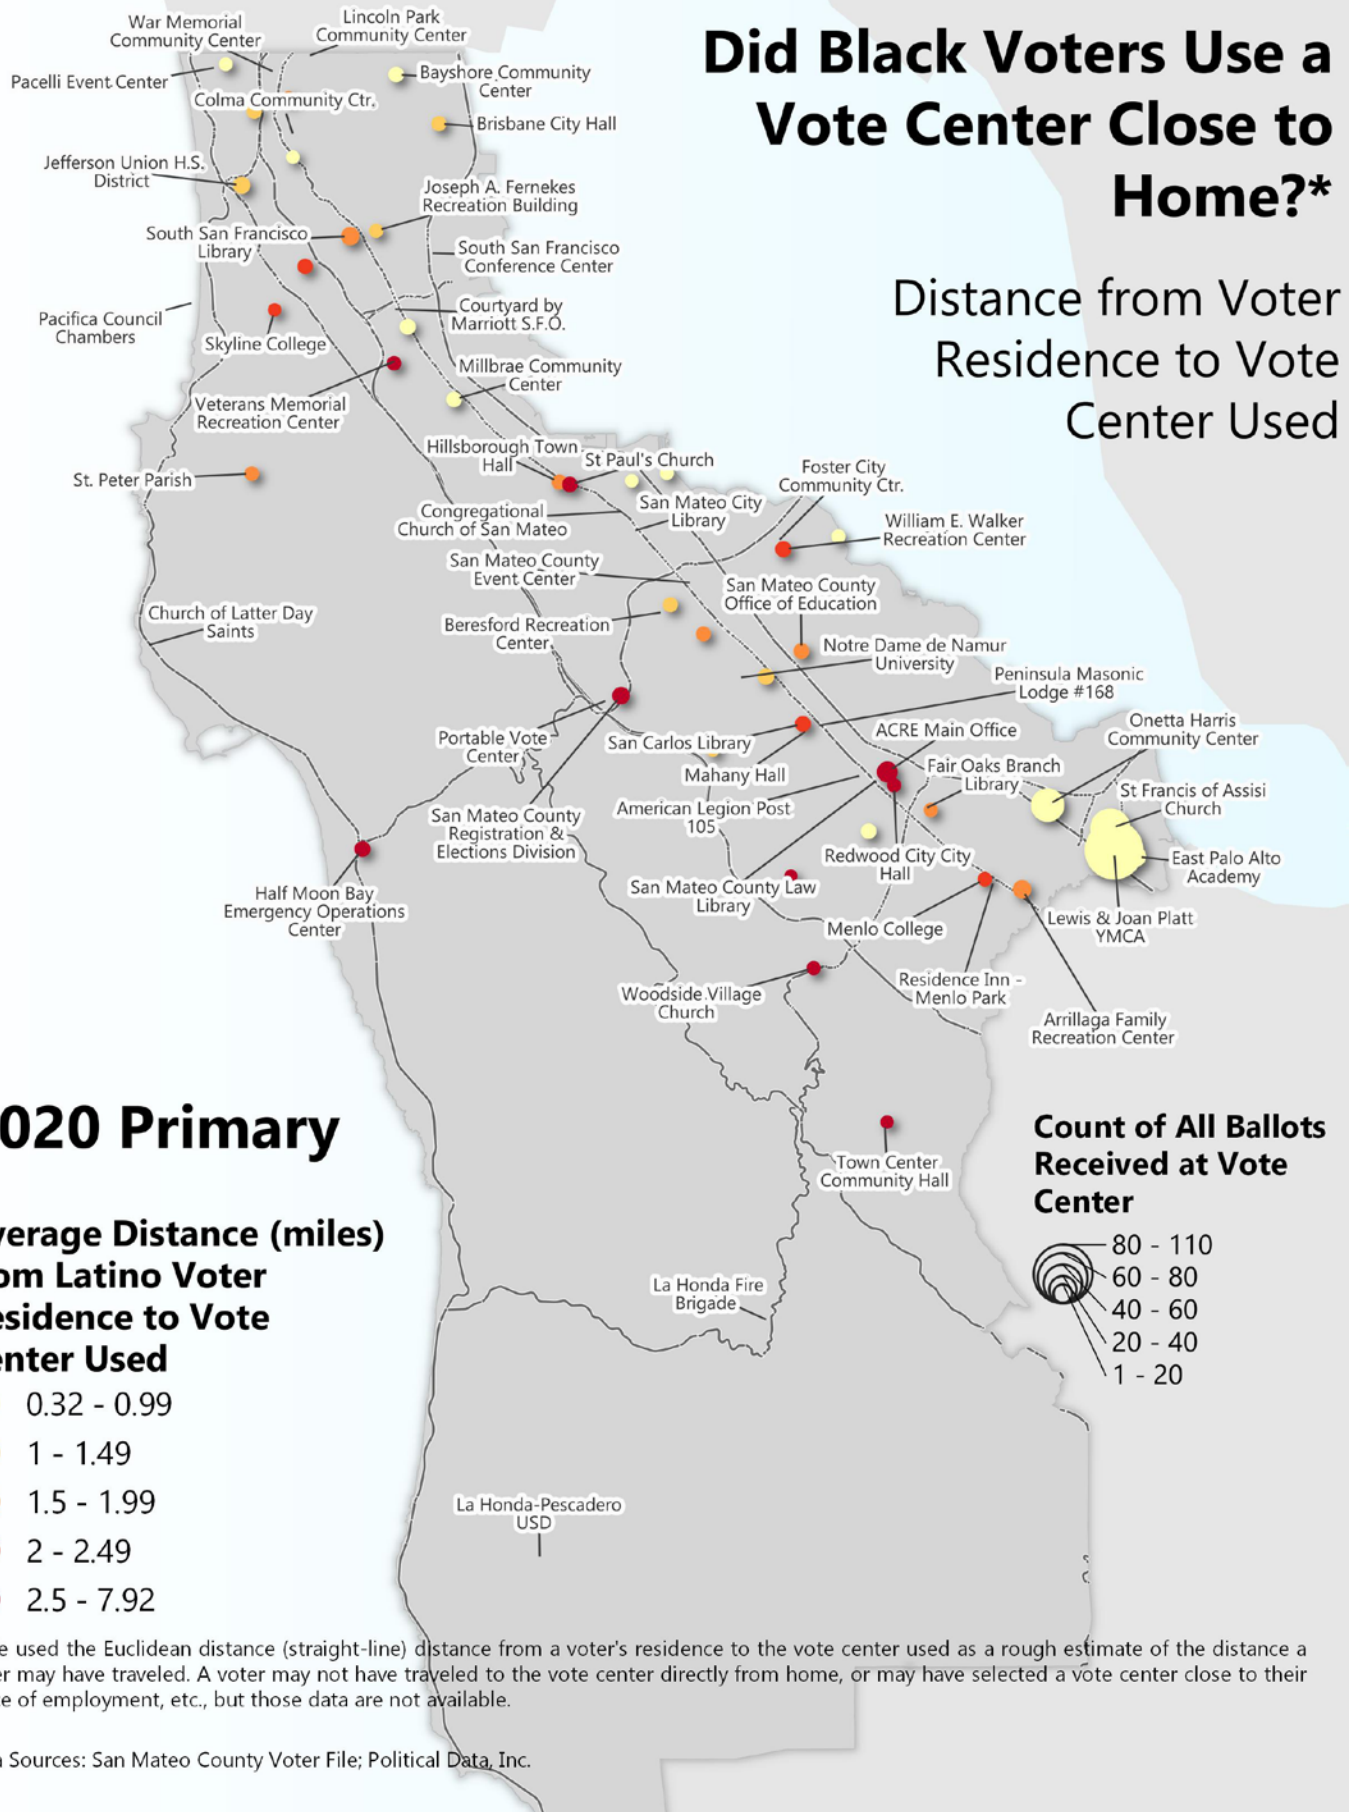 Did Black Voters Use a
Vote Center Close to
Home?*
Distance from Voter
Residence to Vote
Center Used
War Memorial
Community Center
Lincoln Park
Community Center
Pacelli Event Center
Bayshore Community
Center
Colma Community Ctr.
Brisbane City Hall
Jefferson Union H.S.
District
Joseph A. Fernekes
Recreation Building
South San Francisco
Library
South San Francisco
Conference Center
Pacifica Council
Chambers
Courtyard by
Marriott S.F.O.
Skyline College
Millbrae Community
Center
Veterans Memorial
Recreation Center
Hillsborough Town
Hall
St Paul's Church
St. Peter Parish
Foster City
Community Ctr.
Congregational
Church of San Mateo
San Mateo City
Library
William E. Walker
Recreation Center
San Mateo County
Event Center
San Mateo County
Office of Education
Church of Latter Day
Saints
Beresford Recreation
Center
Notre Dame de Namur
University
Peninsula Masonic
Lodge #168
Portable Vote
Center
San Carlos Library
ACRE Main Office
Onetta Harris
Community Center
Mahany Hall
Fair Oaks Branch
Library
St Francis of Assisi
Church
American Legion Post
105
San Mateo County
Registration &
Elections Division
Redwood City City
Hall
East Palo Alto
Academy
San Mateo County Law
Library
Half Moon Bay
Emergency Operations
Center
Menlo College
Lewis & Joan Platt
YMCA
Woodside Village
Church
Residence Inn -
Menlo Park
Arrillaga Family
Recreation Center
Town Center
Community Hall
La Honda Fire
Brigade
La Honda-Pescadero
USD
020 Primary
verage Distance (miles)
om Latino Voter
esidence to Vote
enter Used
0.32 - 0.99
1 - 1.49
1.5 - 1.99
2 - 2.49
2.5 - 7.92
Count of All Ballots
Received at Vote
Center
80 - 110
60 - 80
40 - 60
20 - 40
1 - 20
e used the Euclidean distance (straight-line) distance from a voter's residence to the vote center used as a rough estimate of the distance a
er may have traveled. A voter may not have traveled to the vote center directly from home, or may have selected a vote center close to their
e of employment, etc., but those data are not available.
Sources: San Mateo County Voter File; Political Data, Inc.